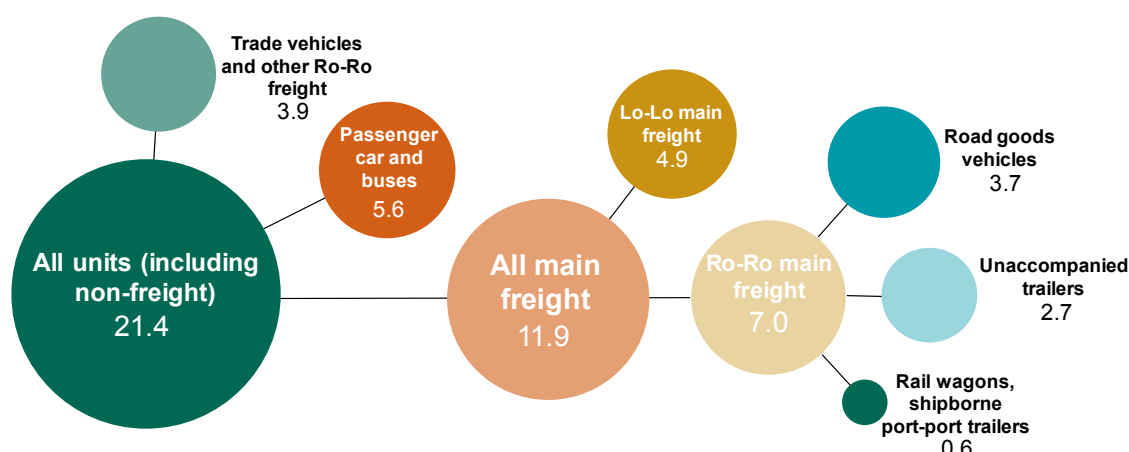 Trade vehicles
and other Ro-Ro
freight
3.9
Passenger
car and
buses
5.6
All units (including
non-freight)
21.4
All main
freight
11.9
Lo-Lo main
freight
4.9
Ro-Ro main
freight
7.0
Road goods
vehicles
3.7
Unaccompanied
trailers
2.7
Rail wagons,
shipborne
port-port trailers
0.6